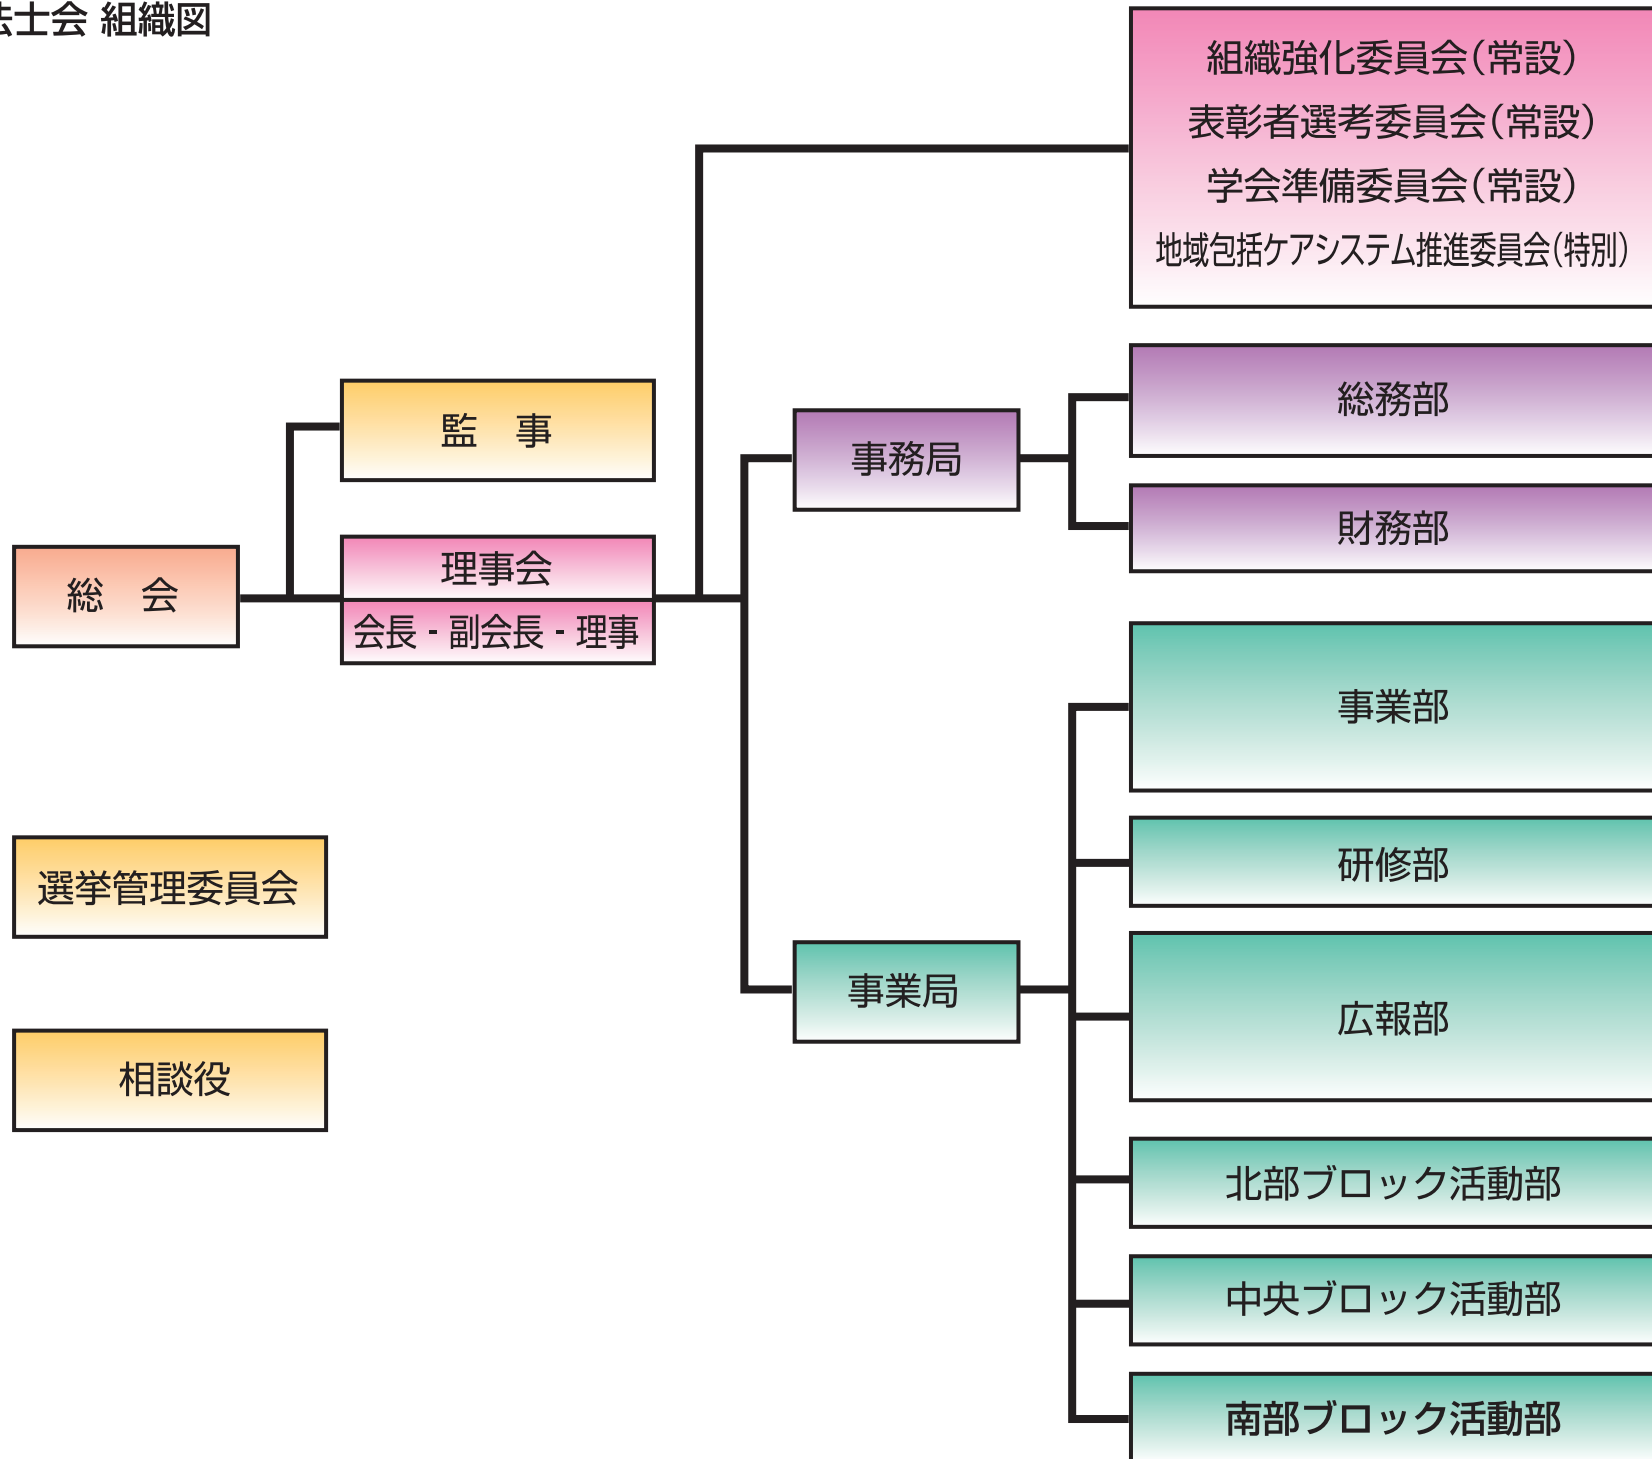 士会 組織図
組織強化委員会（常設）
表彰者選考委員会（常設）
学会準備委員会（常設）
地域包括ケアシステム推進委員会（特別）
監　事
総務部
事務局
財務部
理事会
総　会
会長 - 副会長 - 理事
事業部
選挙管理委員会
研修部
事業局
広報部
相談役
北部ブロック活動部
中央ブロック活動部
南部ブロック活動部